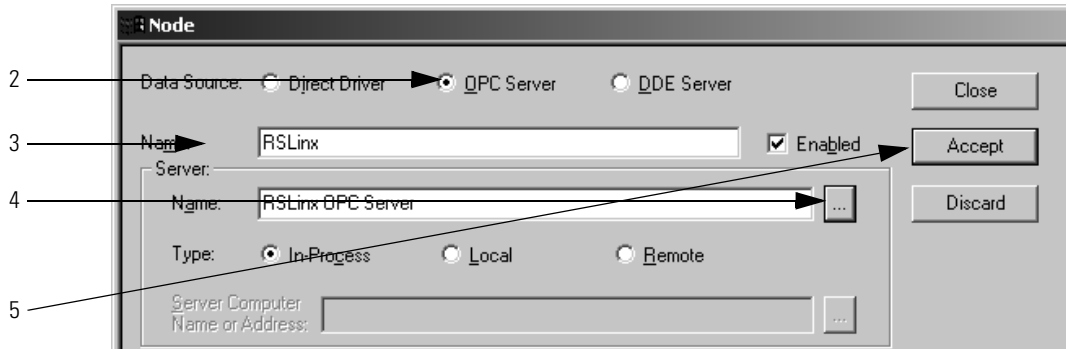 Node
2
Data Source: Direct Driver OPC Server DDE Server
Close
3
Name: RSLinx Enabled
Accept
Server:
4
Name: RSLinx OPC Server ...
Discard
Type: In-Process Local Remote
5
Server Computer
Name or Address: ...